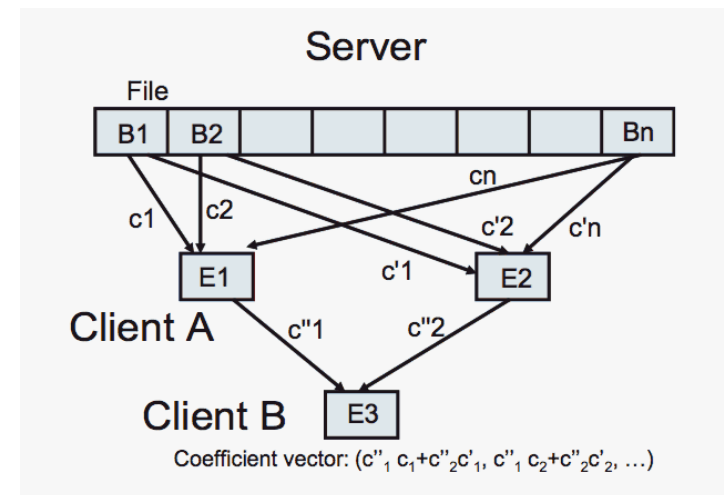 Server
File
B1 B2 Bn
cn
c1 c2 c'2 c'n
E1 c'1 E2
Client A c"1 c"2
Client B E3
Coefficient vector: (c''₁ c₁+c''₂c'₁, c''₁ c₂+c''₂c'₂, …)